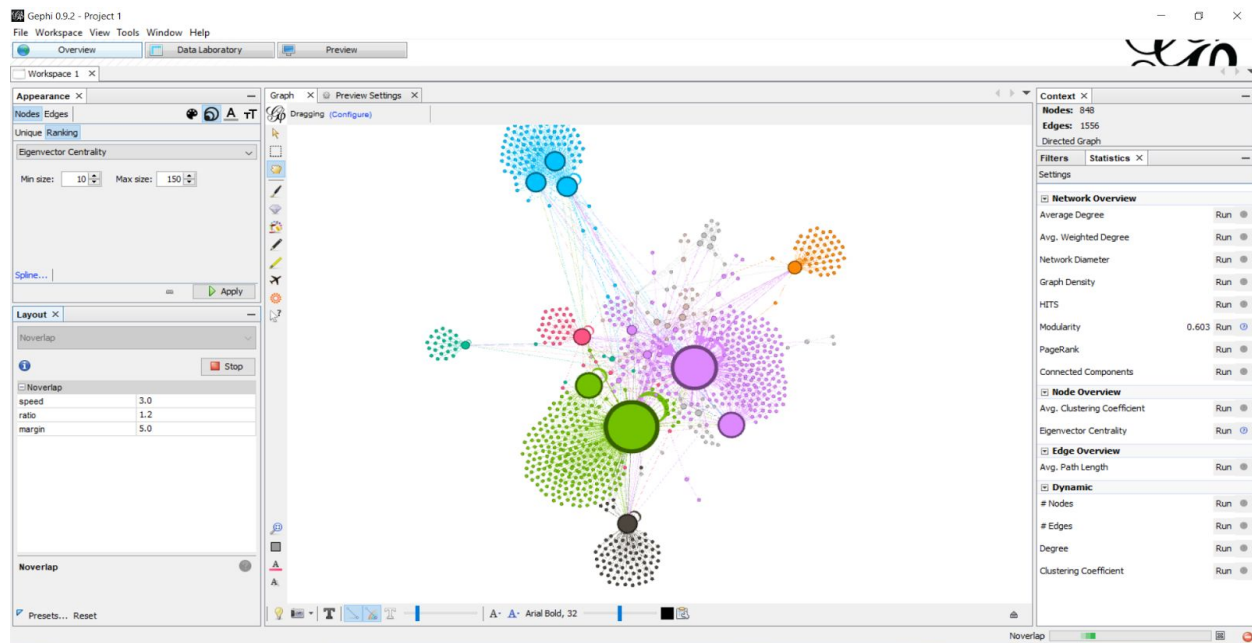 Gephi 0.9.2 - Project 1
File Workspace View Tools Window Help
Overview Data Laboratory Preview
Workspace 1
Appearance
Nodes Edges
Unique Ranking
Eigenvector Centrality
Min size: 10 Max size: 150
Spline...
Apply
Layout
Noverlap
Stop
Noverlap
speed 3.0
ratio 1.2
margin 5.0
Noverlap
Presets... Reset
Graph Preview Settings
Dragging (Configure)
Arial Bold, 32
Context
Nodes: 848
Edges: 1556
Directed Graph
Filters Statistics
Settings
Network Overview
Average Degree Run
Avg. Weighted Degree Run
Network Diameter Run
Graph Density Run
HITS Run
Modularity 0.603 Run
PageRank Run
Connected Components Run
Node Overview
Avg. Clustering Coefficient Run
Eigenvector Centrality Run
Edge Overview
Avg. Path Length Run
Dynamic
# Nodes Run
# Edges Run
Degree Run
Clustering Coefficient Run
Noverlap